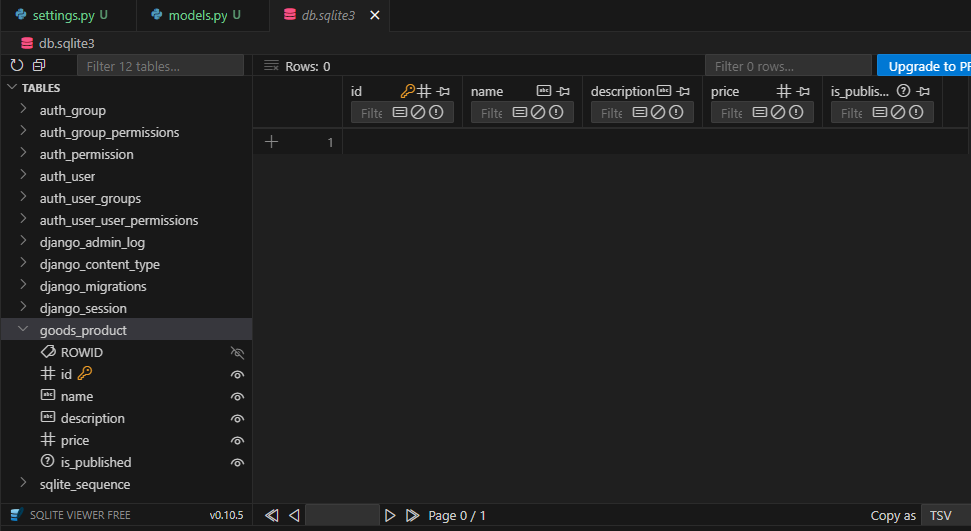 settings.py U models.py U db.sqlite3
db.sqlite3
Filter 12 tables... Rows: 0 Filter 0 rows... Upgrade to PR
TABLES
id name description price is_publis...
Filte Filte Filte Filte Filte
1
auth_group
auth_group_permissions
auth_permission
auth_user
auth_user_groups
auth_user_user_permissions
django_admin_log
django_content_type
django_migrations
django_session
goods_product
ROWID
id
name
description
price
is_published
sqlite_sequence
SQLITE VIEWER FREE v0.10.5 Page 0 / 1 Copy as TSV